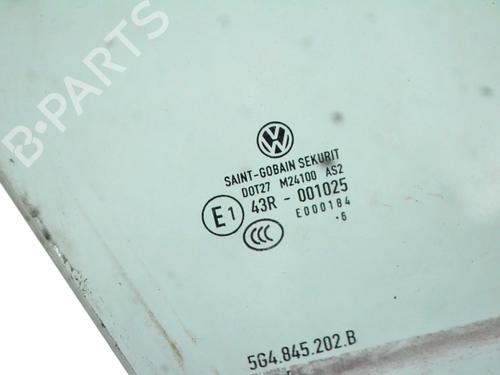 B-PARTS
SAINT-GOBAIN SEKURIT
DOT27 M24100 AS2
E1 43R - 001025
E000184
CCC .6
5G4.845.202.B